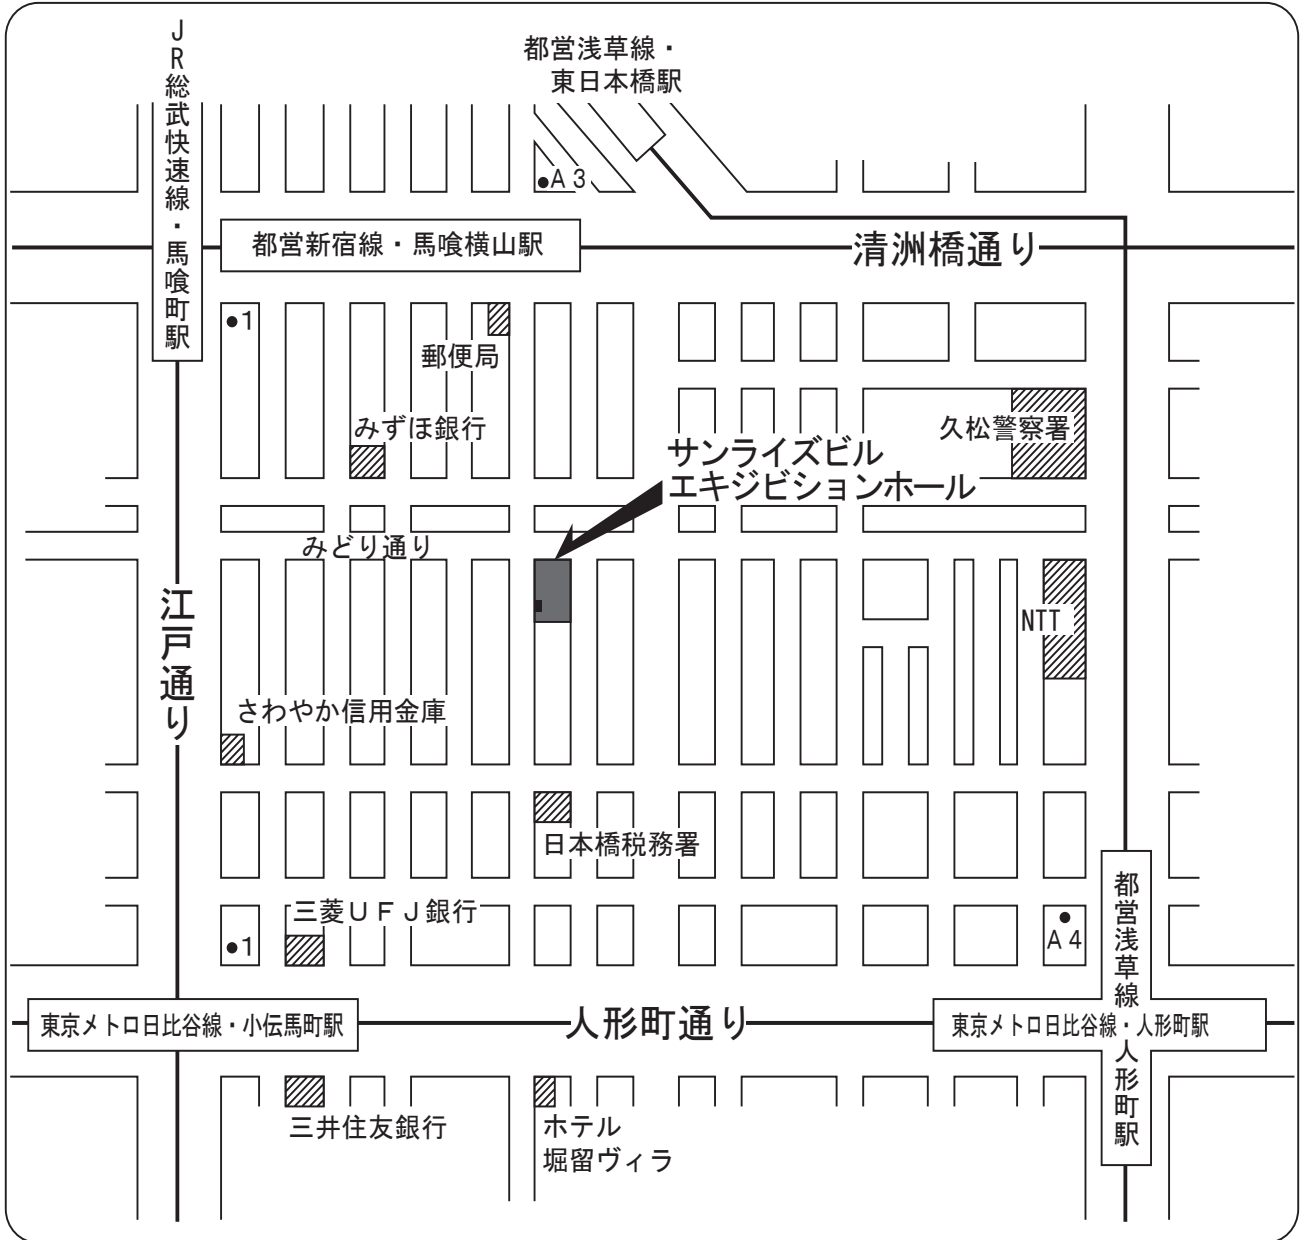 JR総武快速線・馬喰町駅
都営浅草線・
東日本橋駅
A3
都営新宿線・馬喰横山駅
清洲橋通り
1
郵便局
みずほ銀行
久松警察署
サンライズビル
エキジビションホール
みどり通り
江戸通り
NTT
さわやか信用金庫
日本橋税務署
三菱UFJ銀行
1
A4
都営浅草線・人形町駅
東京メトロ日比谷線・小伝馬町駅
人形町通り
東京メトロ日比谷線・人形町駅
三井住友銀行
ホテル
堀留ヴィラ